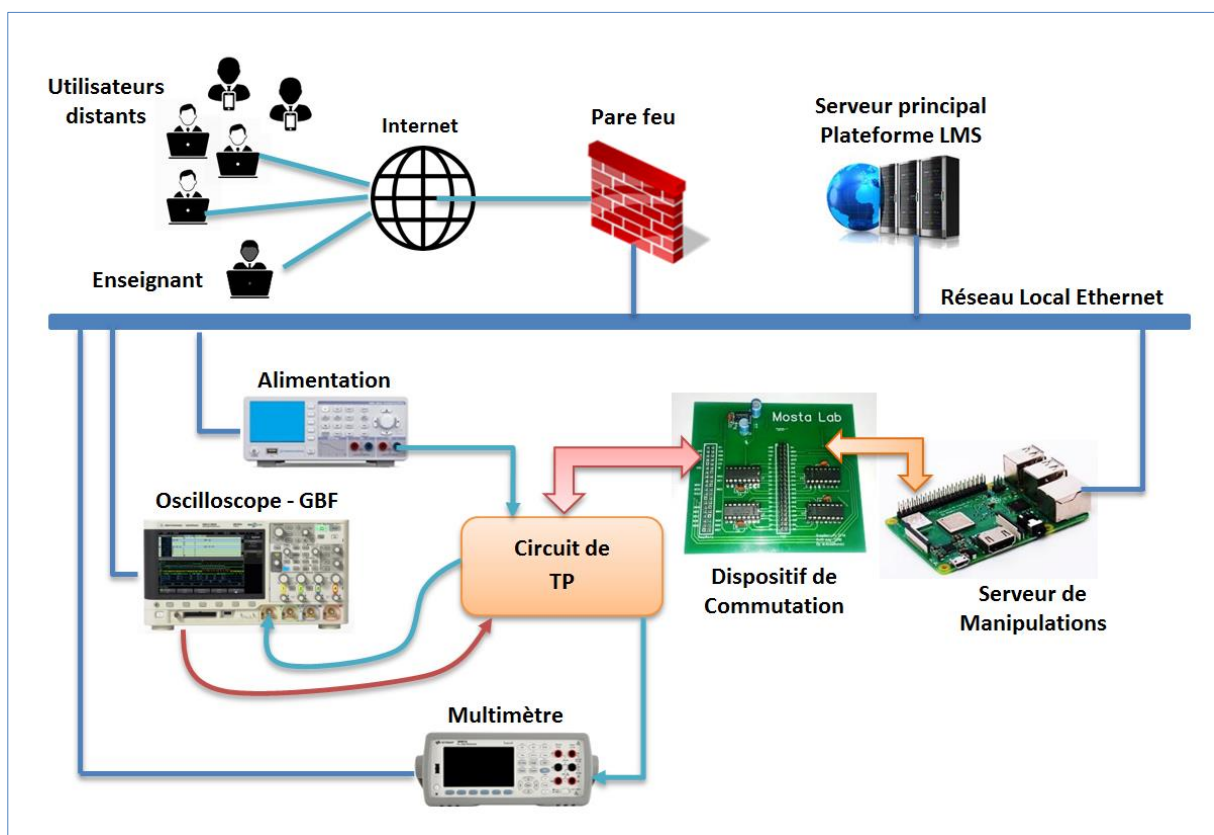 Utilisateurs
distants
Internet
Pare feu
Serveur principal
Plateforme LMS
Enseignant
Réseau Local Ethernet
Alimentation
Mosta Lab
Oscilloscope - GBF
Circuit de
TP
Dispositif de
Commutation
Serveur de
Manipulations
Multimètre